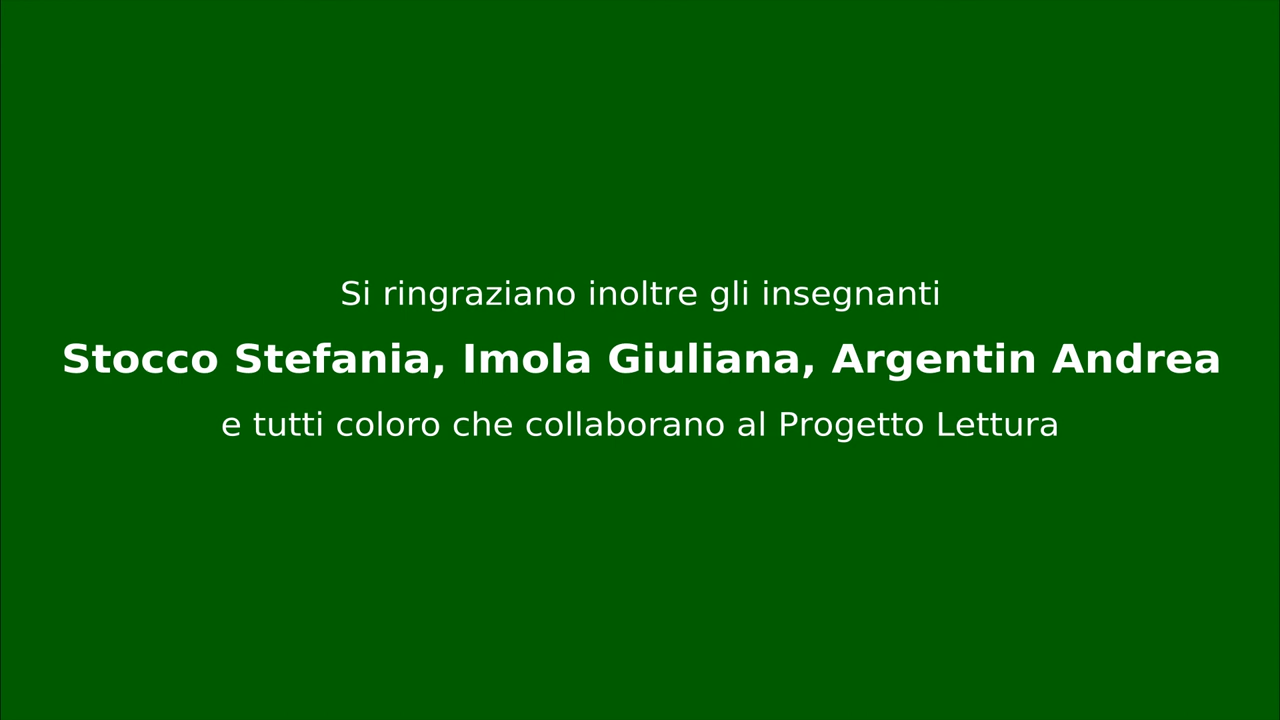 Si ringraziano inoltre gli insegnanti
Stocco Stefania, Imola Giuliana, Argentin Andrea
e tutti coloro che collaborano al Progetto Lettura